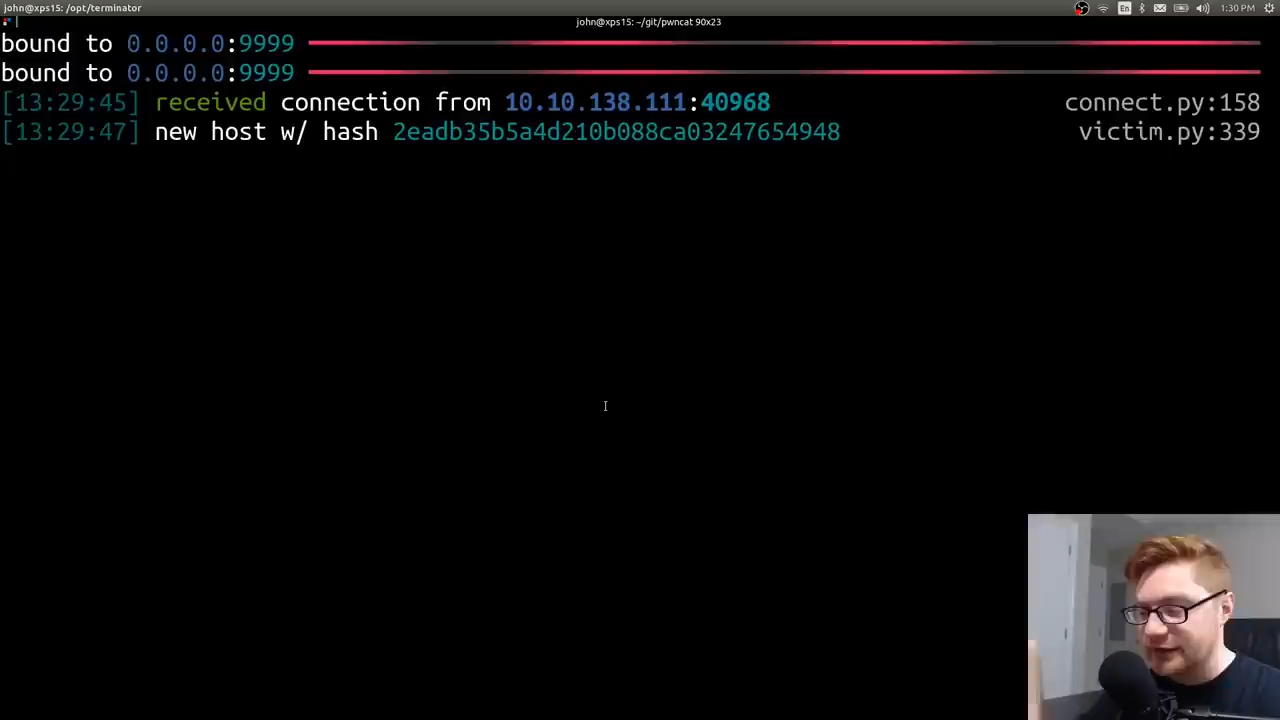 john@xps15: /opt/terminator
En
1:30 PM
john@xps15: ~/git/pwncat 90x23
bound to 0.0.0.0:9999
bound to 0.0.0.0:9999
[13:29:45] received connection from 10.10.138.111:40968 connect.py:158
[13:29:47] new host w/ hash 2eadb35b5a4d210b088ca03247654948 victim.py:339